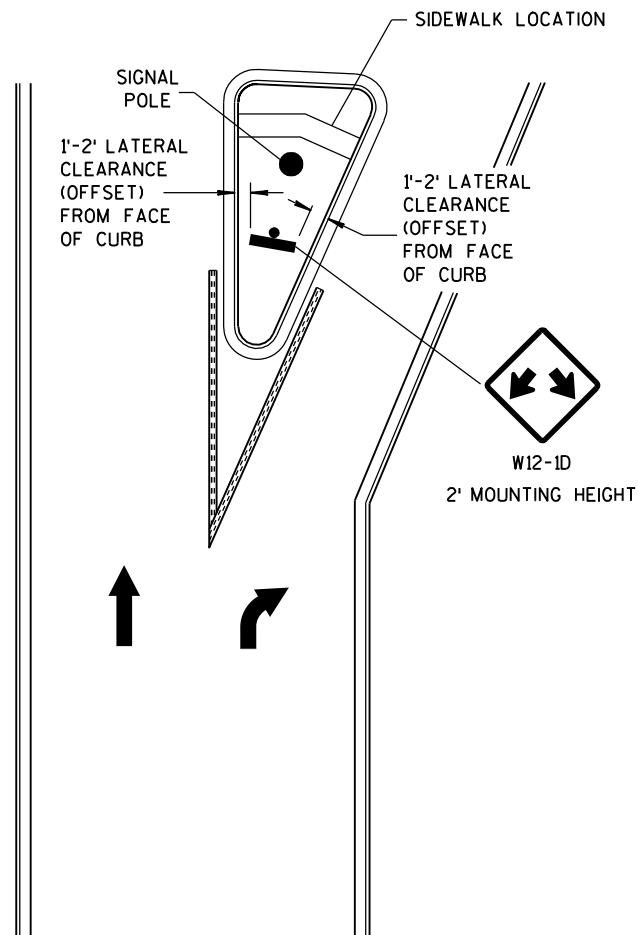 SIDEWALK LOCATION
SIGNAL
POLE
1'-2' LATERAL
CLEARANCE
(OFFSET)
FROM FACE
OF CURB
1'-2' LATERAL
CLEARANCE
(OFFSET)
FROM FACE
OF CURB
W12-1D
2' MOUNTING HEIGHT